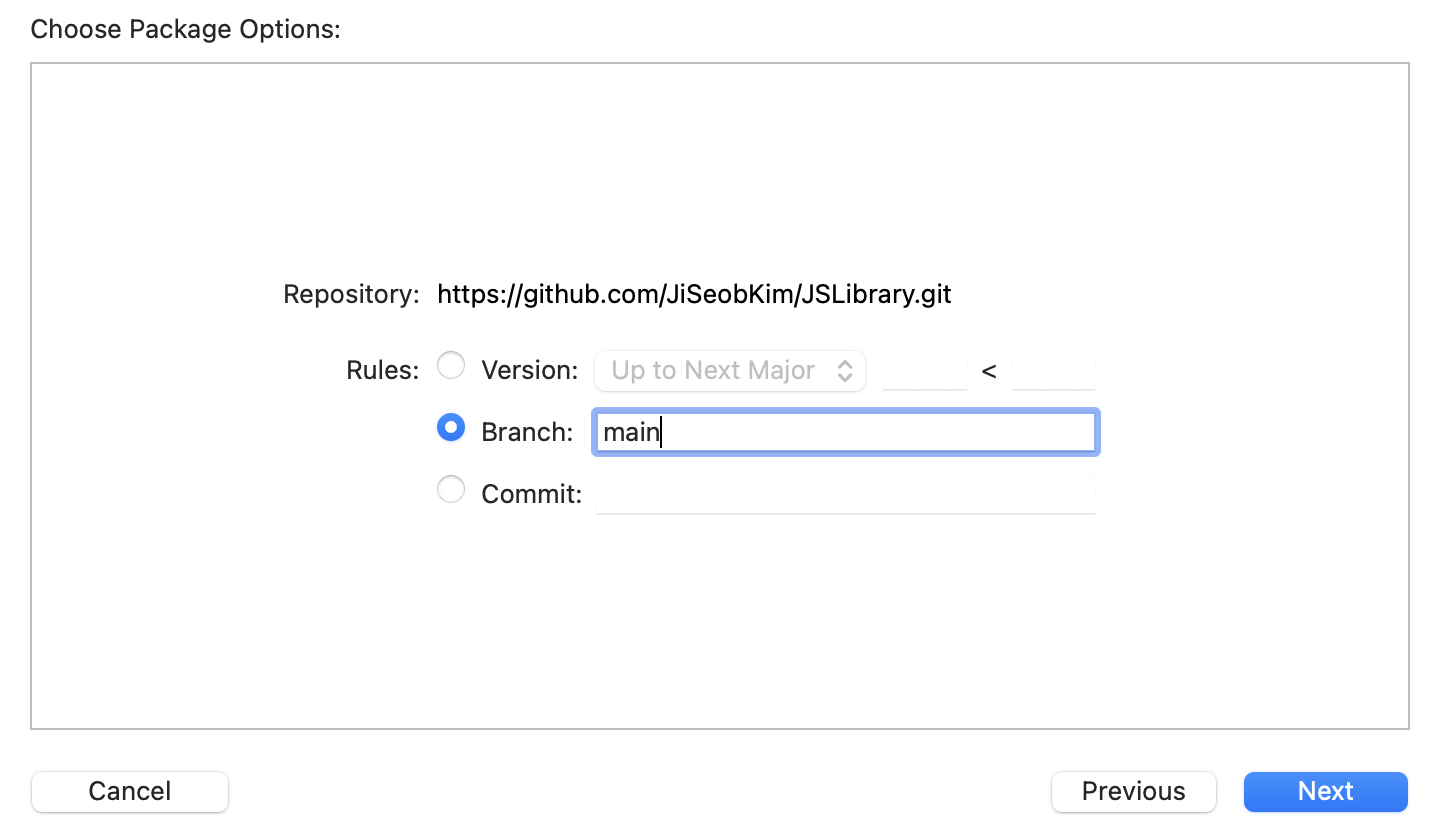 Choose Package Options:
Repository: https://github.com/JiSeobKim/JSLibrary.git
Rules: Version: Up to Next Major <
Branch: main
Commit:
Cancel Previous Next